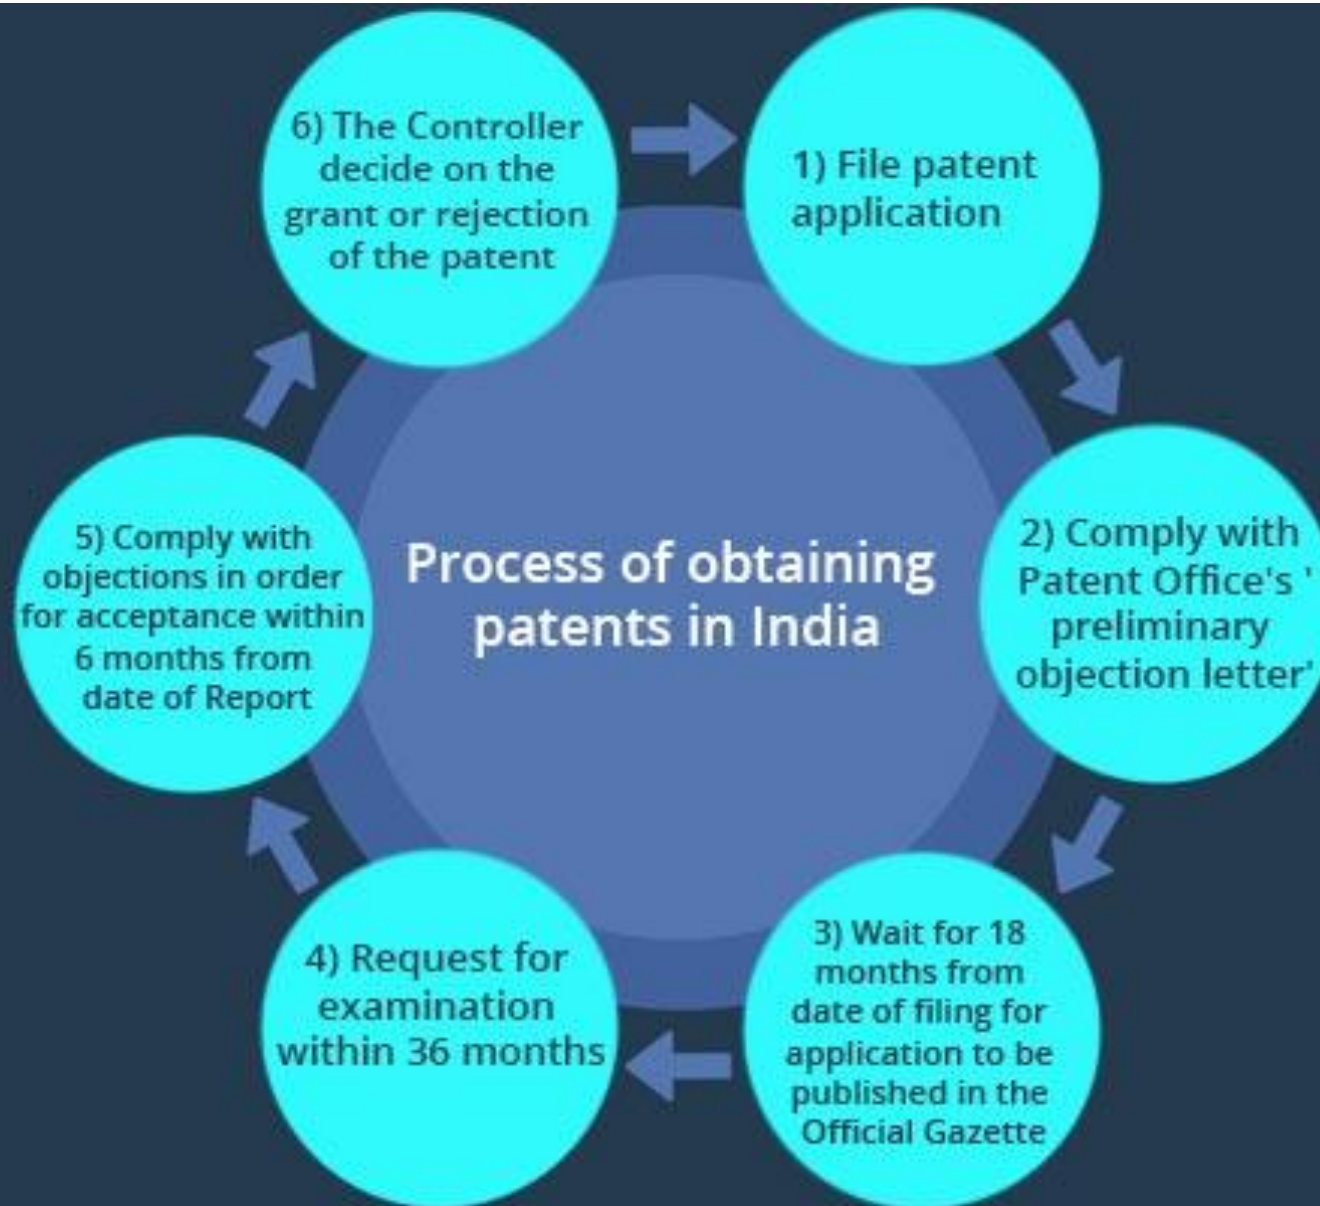 Process of obtaining
patents in India
1) File patent
application
2) Comply with
Patent Office's '
preliminary
objection letter'
3) Wait for 18
months from
date of filing for
application to be
published in the
Official Gazette
4) Request for
examination
within 36 months
5) Comply with
objections in order
for acceptance within
6 months from
date of Report
6) The Controller
decide on the
grant or rejection
of the patent